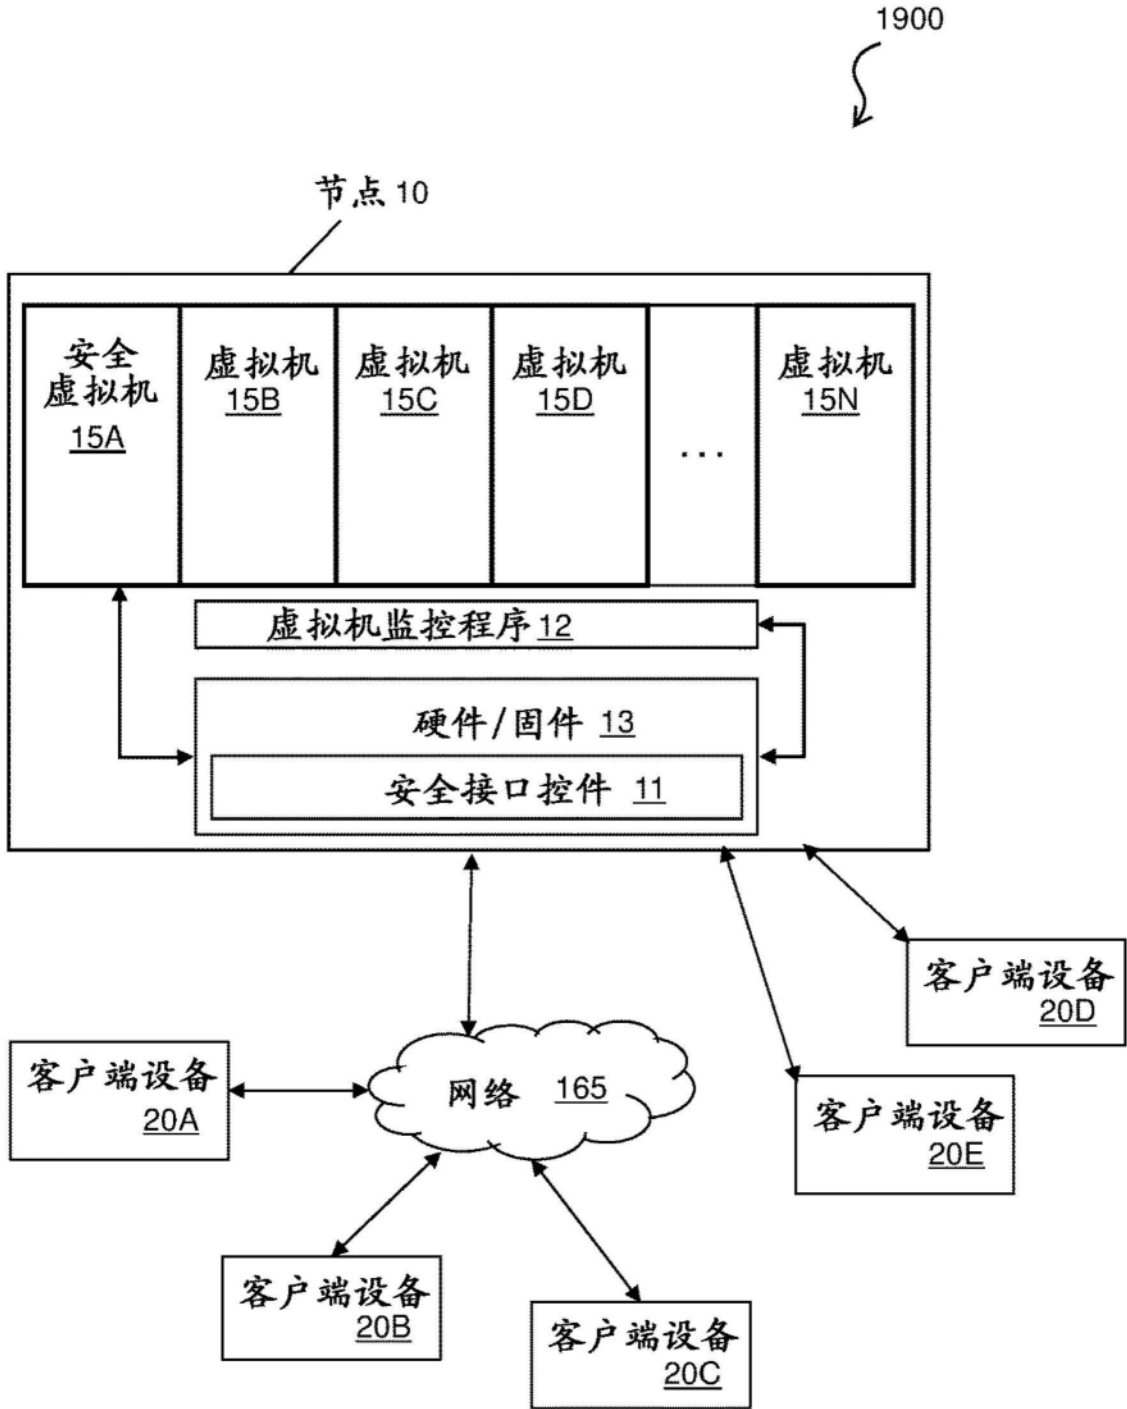 1900
节点 10
安全
虚拟机
15A
虚拟机
15B
虚拟机
15C
虚拟机
15D
...
虚拟机
15N
虚拟机监控程序 12
硬件/固件 13
安全接口控件 11
客户端设备
20D
网络 165
客户端设备
20A
客户端设备
20E
客户端设备
20B
客户端设备
20C